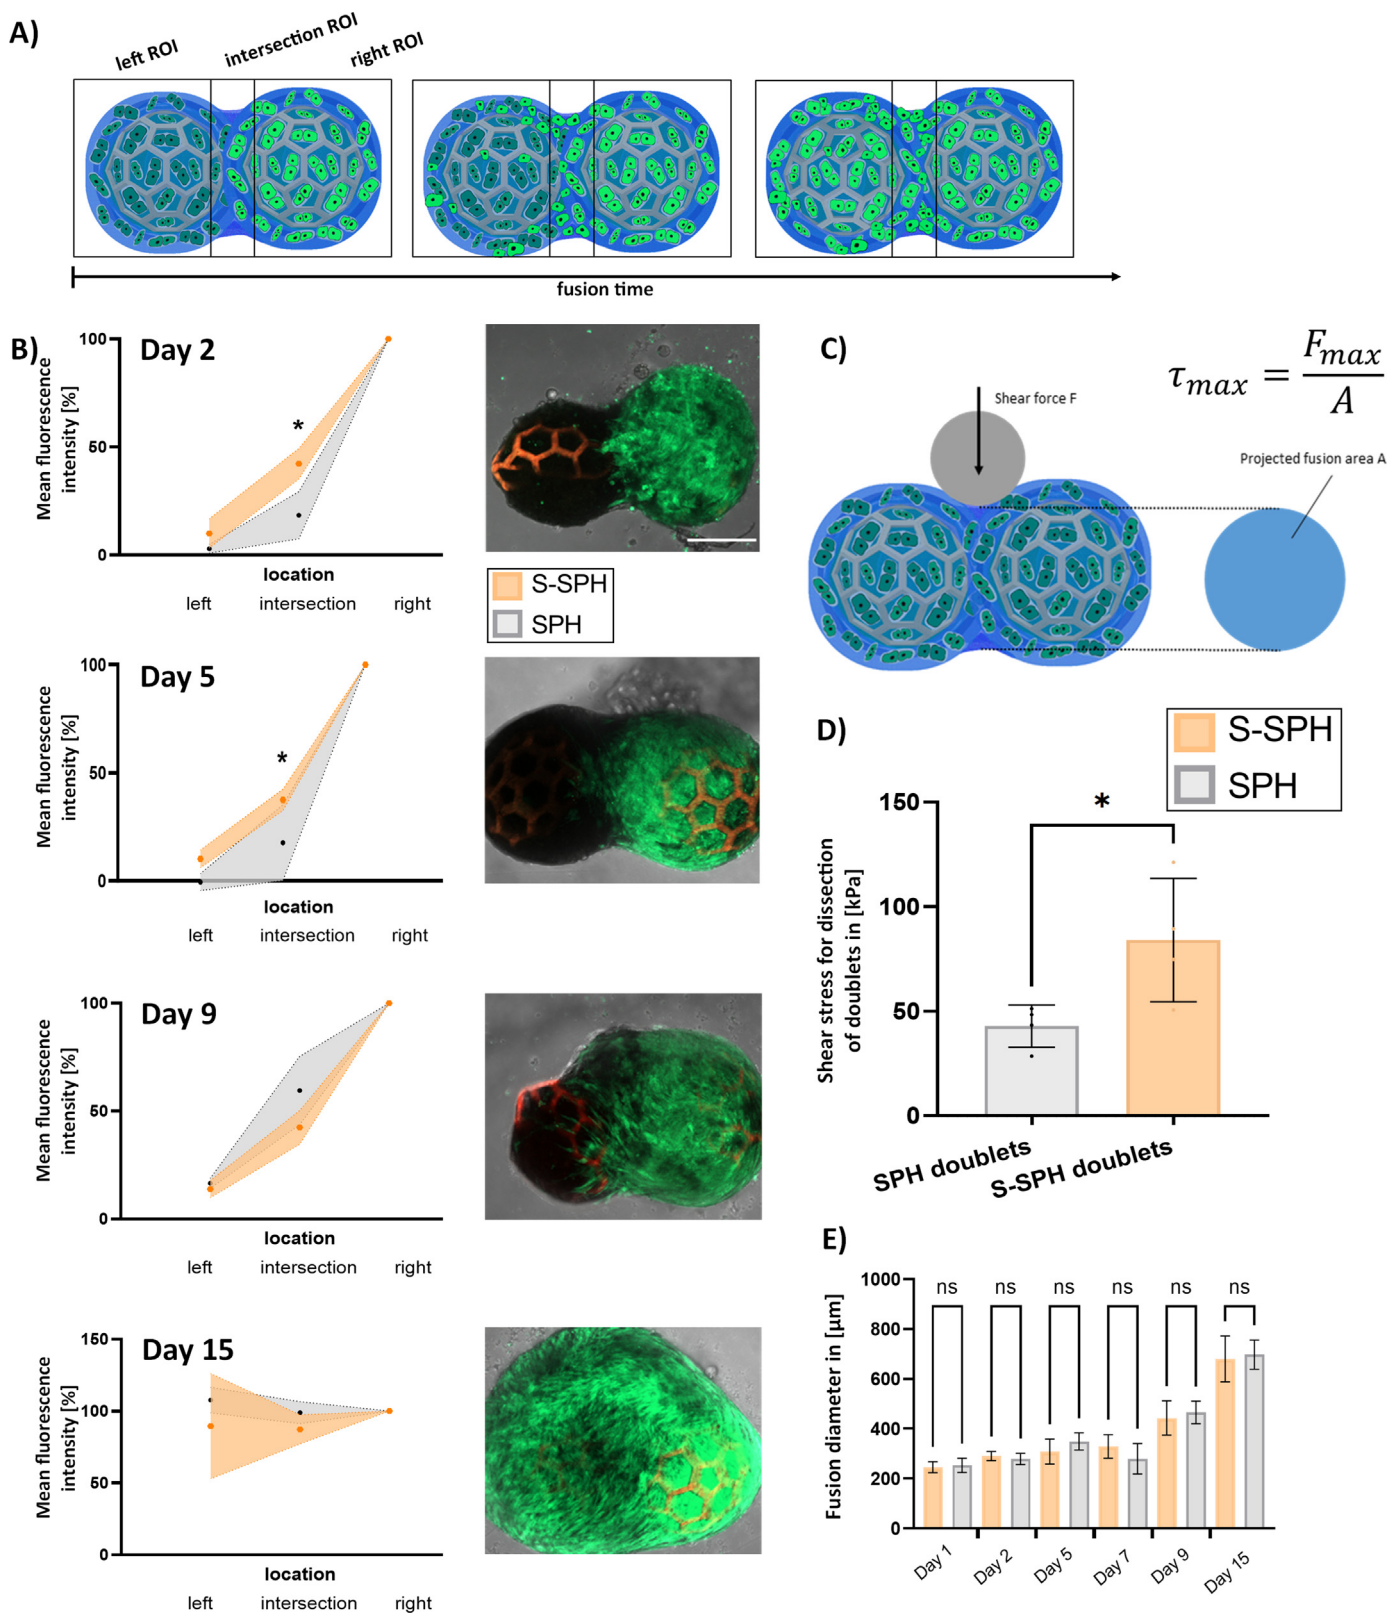 A)
left ROI
intersection ROI
right ROI
fusion time
B)
Day 2
Mean fluorescence
intensity [%]
100
50
0
*
location
left intersection right
S-SPH
SPH
Day 5
Mean fluorescence
intensity [%]
100
50
0
*
location
left intersection right
Day 9
Mean fluorescence
intensity [%]
100
50
0
location
left intersection right
Day 15
Mean fluorescence
intensity [%]
150
100
50
0
location
left intersection right
C)
τmax = Fmax / A
Shear force F
Projected fusion area A
D)
S-SPH
SPH
Shear stress for dissection
of doublets in [kPa]
150
100
50
0
*
SPH doublets
S-SPH doublets
E)
Fusion diameter in [µm]
1000
800
600
400
200
0
ns ns ns ns ns ns
Day 1 Day 2 Day 5 Day 7 Day 9 Day 15